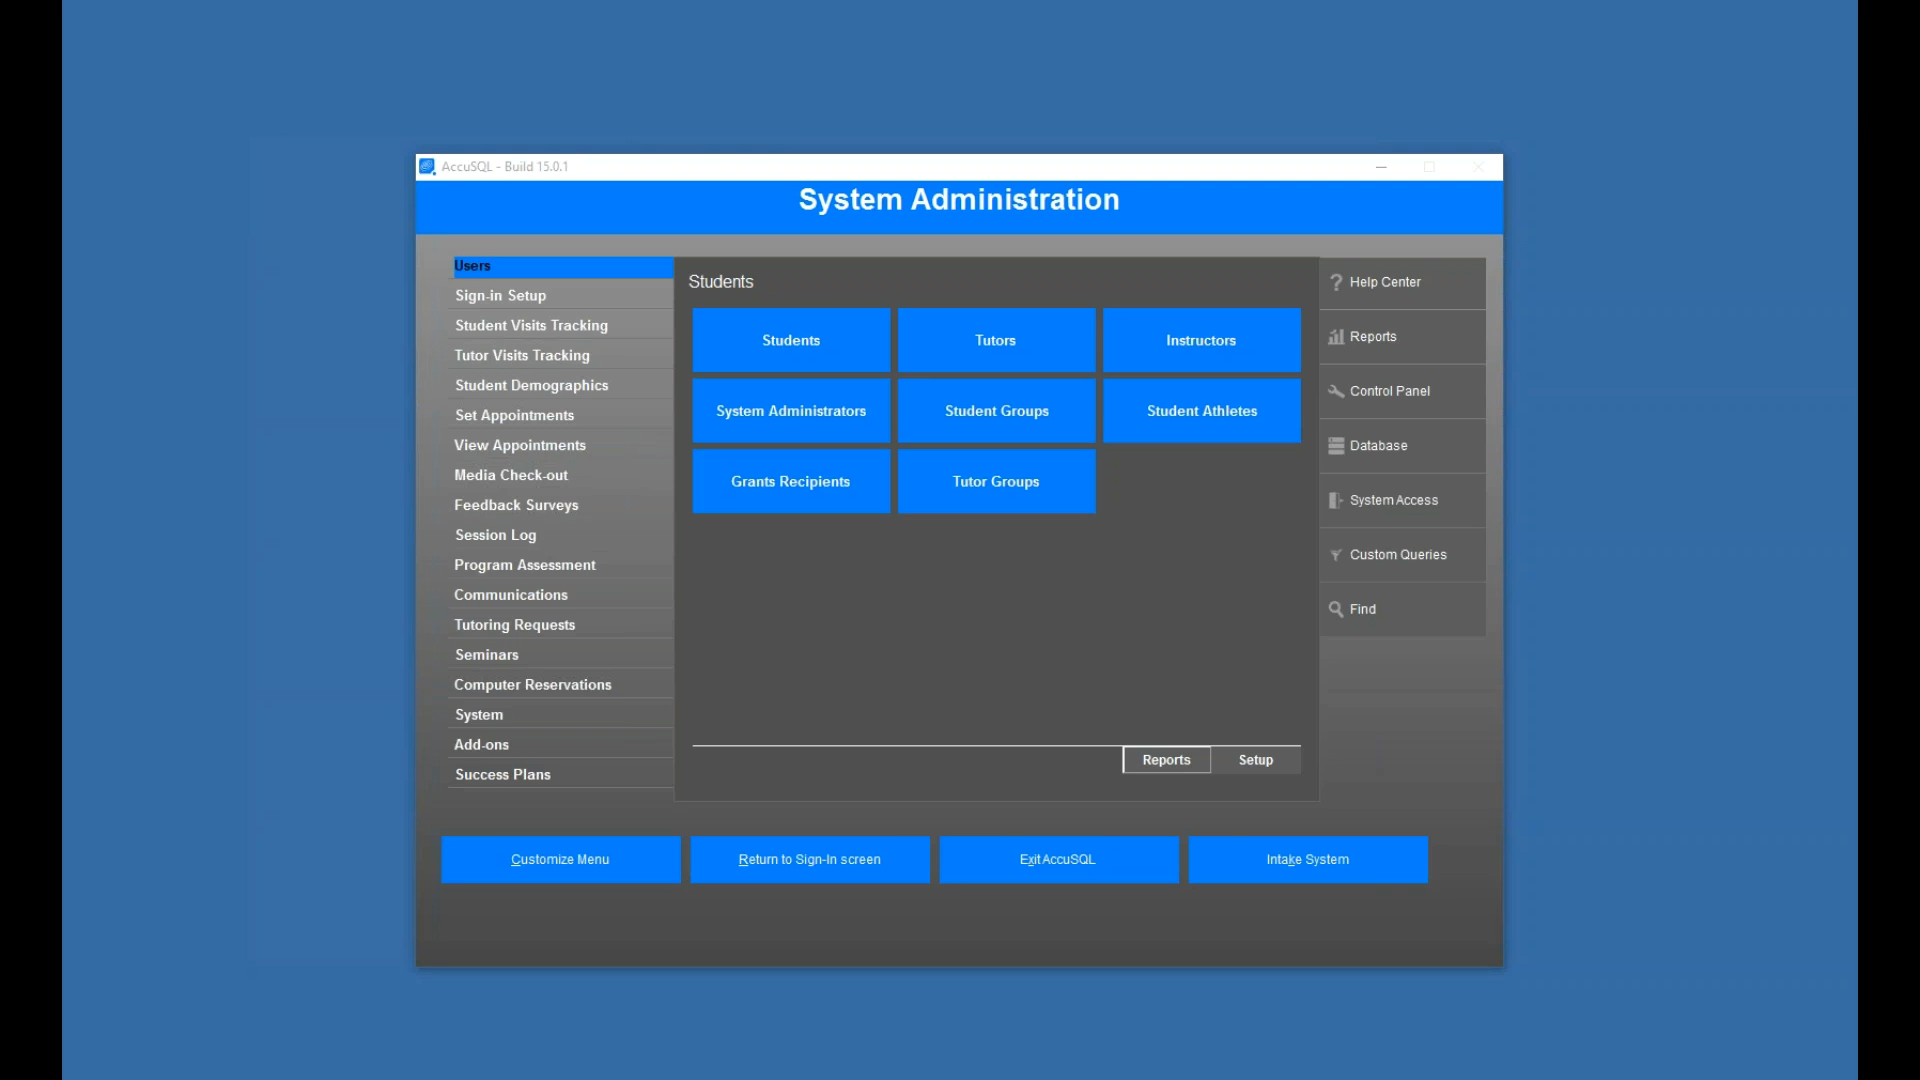 AccuSQL - Build 15.0.1
System Administration
Users
Sign-in Setup
Student Visits Tracking
Tutor Visits Tracking
Student Demographics
Set Appointments
View Appointments
Media Check-out
Feedback Surveys
Session Log
Program Assessment
Communications
Tutoring Requests
Seminars
Computer Reservations
System
Add-ons
Success Plans
Students
Students Tutors Instructors
System Administrators Student Groups Student Athletes
Grants Recipients Tutor Groups
Reports Setup
? Help Center
Reports
Control Panel
Database
System Access
Custom Queries
Find
Customize Menu Return to Sign-In screen Exit AccuSQL Intake System